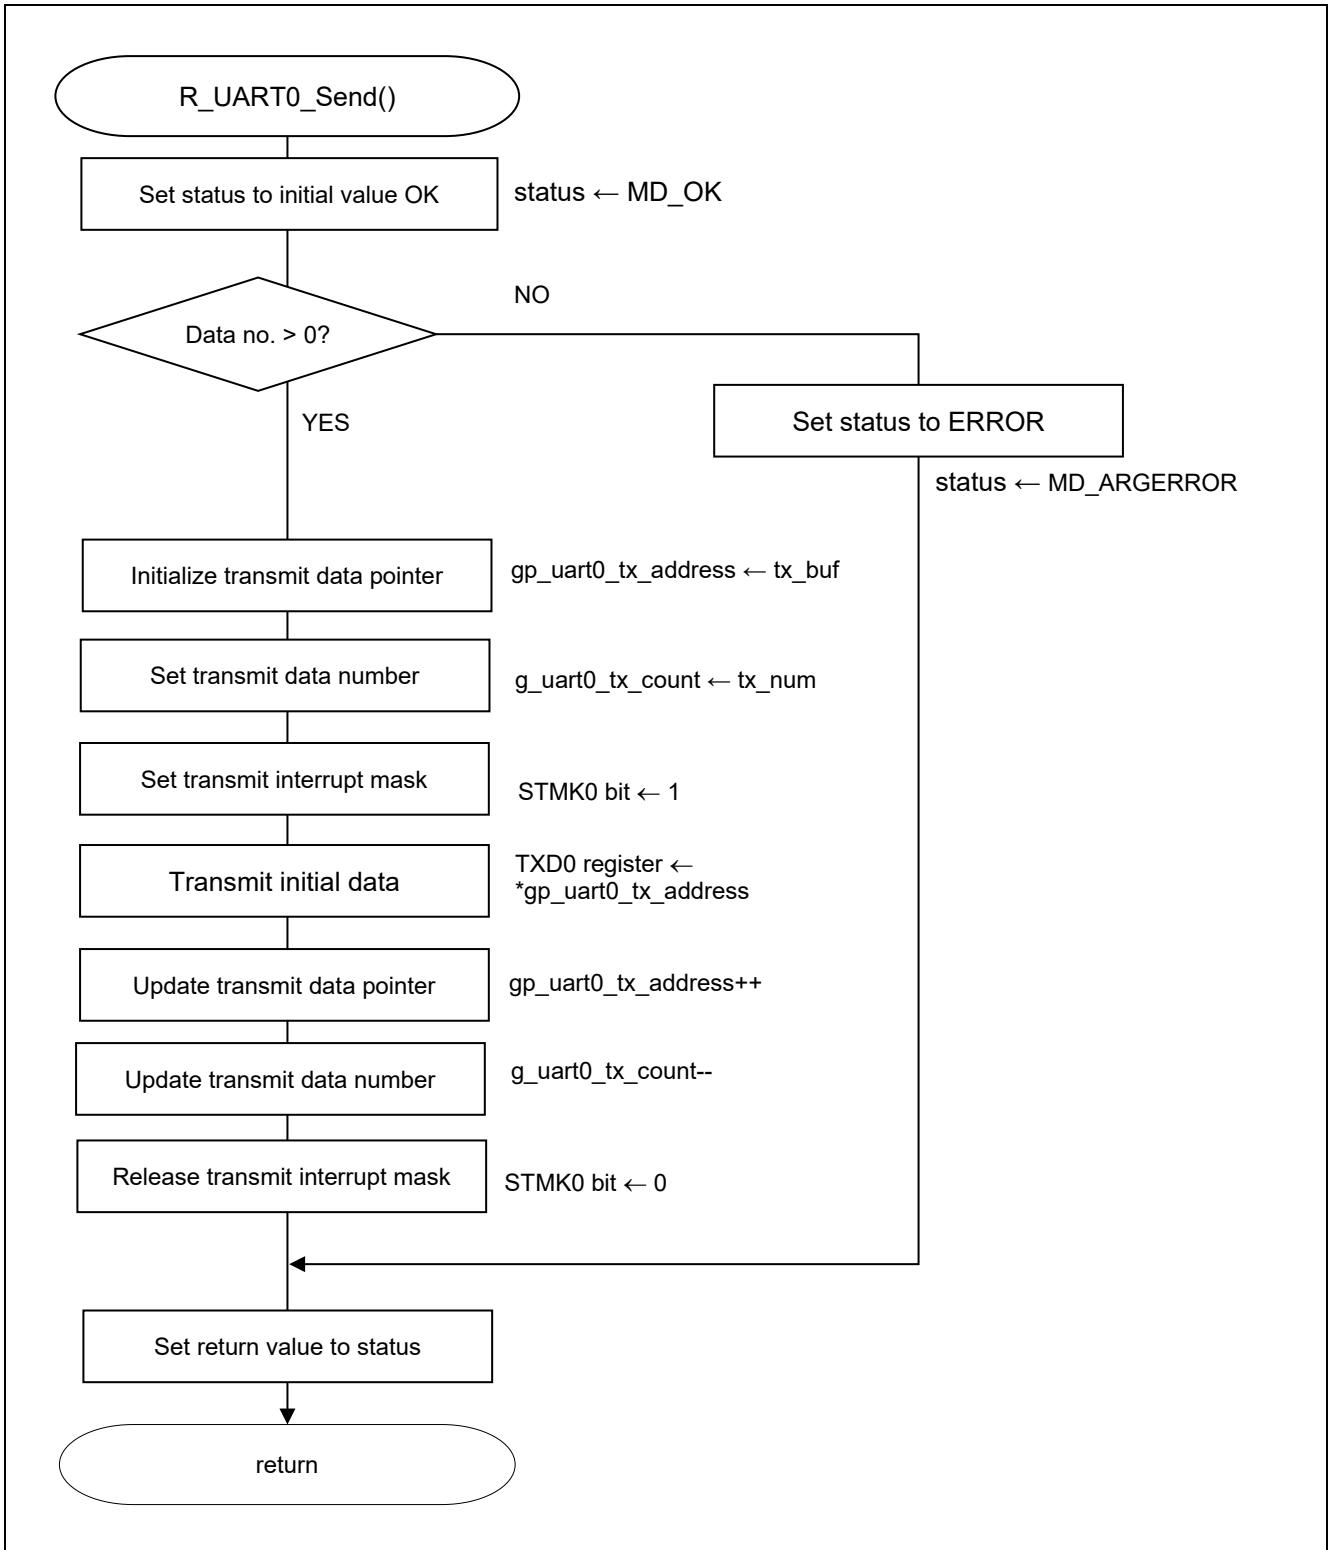 R_UART0_Send()
Set status to initial value OK
status ← MD_OK
NO
Data no. > 0?
YES
Set status to ERROR
status ← MD_ARGERROR
Initialize transmit data pointer
gp_uart0_tx_address ← tx_buf
Set transmit data number
g_uart0_tx_count ← tx_num
Set transmit interrupt mask
STMK0 bit ← 1
Transmit initial data
TXD0 register ←
*gp_uart0_tx_address
Update transmit data pointer
gp_uart0_tx_address++
Update transmit data number
g_uart0_tx_count--
Release transmit interrupt mask
STMK0 bit ← 0
Set return value to status
return